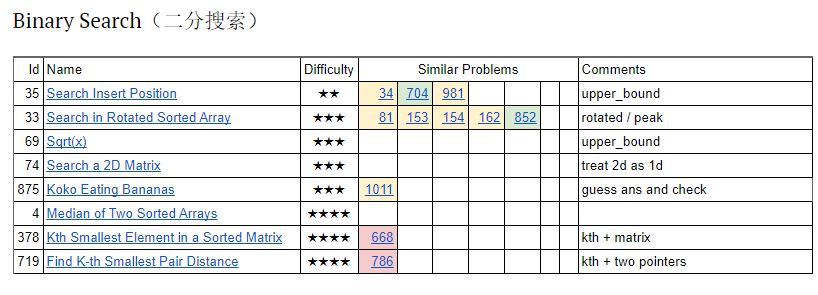 Binary Search（二分搜索）
Id Name Difficulty Similar Problems Comments
35 Search Insert Position ★★ 34 704 981 upper_bound
33 Search in Rotated Sorted Array ★★★ 81 153 154 162 852 rotated / peak
69 Sqrt(x) ★★★ upper_bound
74 Search a 2D Matrix ★★★ treat 2d as 1d
875 Koko Eating Bananas ★★★ 1011 guess ans and check
4 Median of Two Sorted Arrays ★★★★
378 Kth Smallest Element in a Sorted Matrix ★★★★ 668 kth + matrix
719 Find K-th Smallest Pair Distance ★★★★ 786 kth + two pointers